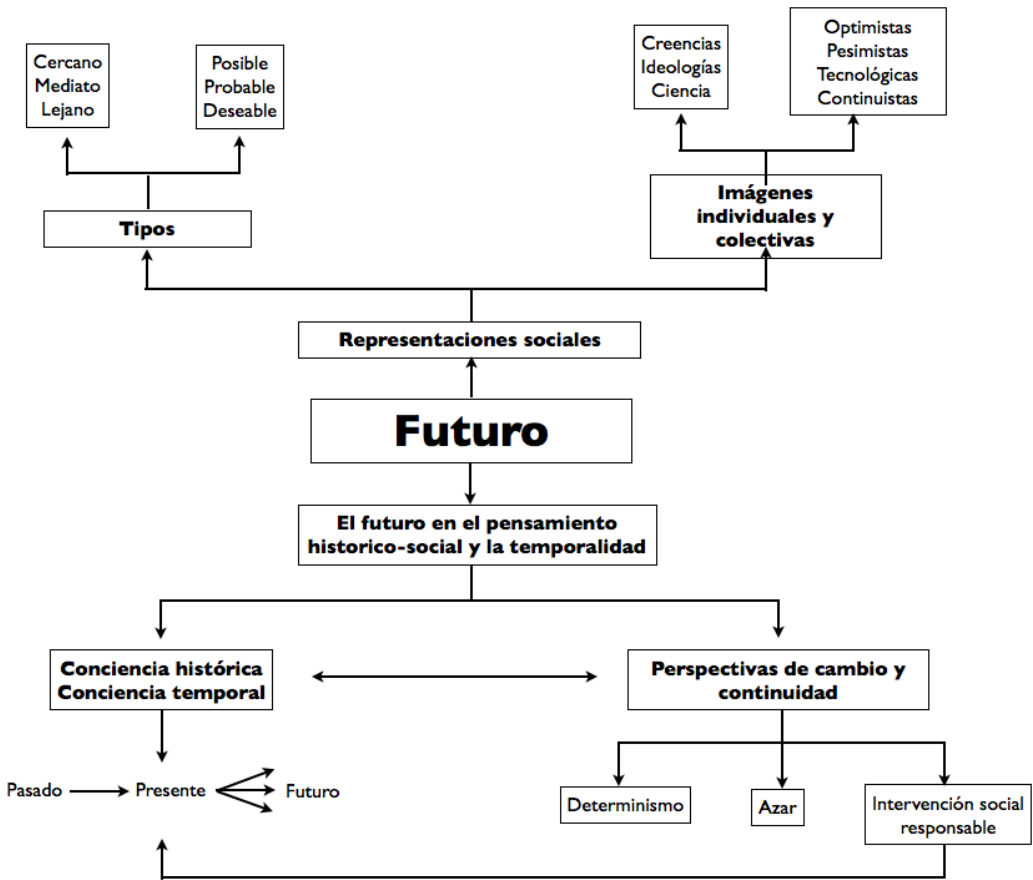 Cercano
Mediato
Lejano
Posible
Probable
Deseable
Creencias
Ideologías
Ciencia
Optimistas
Pesimistas
Tecnológicas
Continuistas
Tipos
Imágenes
individuales y
colectivas
Representaciones sociales
Futuro
El futuro en el pensamiento
historico-social y la temporalidad
Conciencia histórica
Conciencia temporal
Perspectivas de cambio y
continuidad
Pasado
Presente
Futuro
Determinismo
Azar
Intervención social
responsable